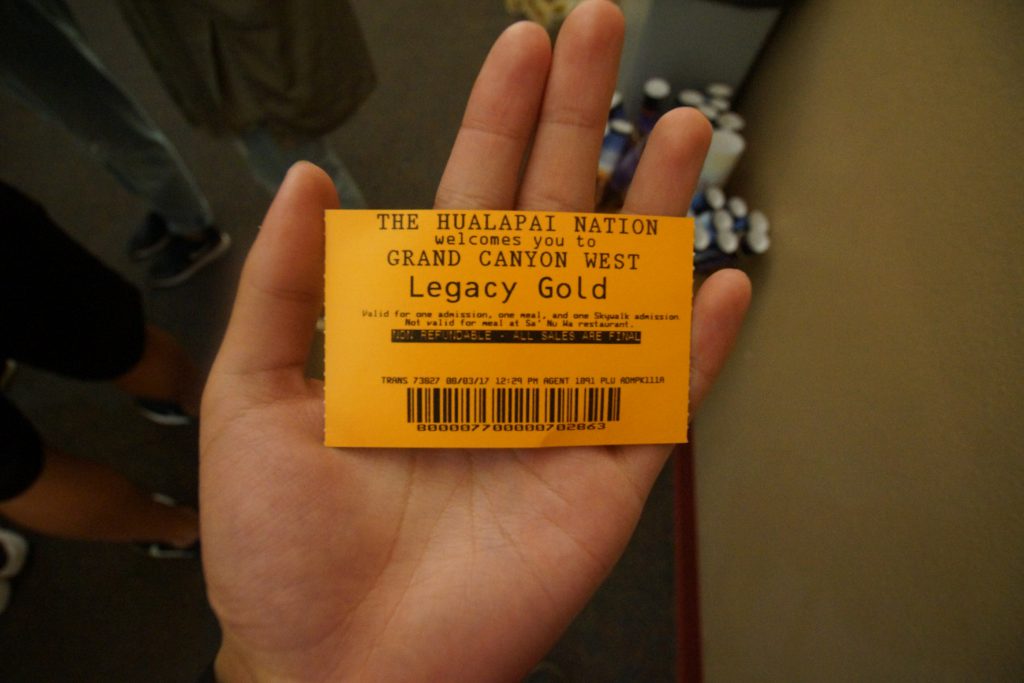 THE HUALAPAI NATION
welcomes you to
GRAND CANYON WEST
Legacy Gold
Valid for one admission, one meal, and one Skywalk admission.
Not valid for meal at Sa' Nu Wa restaurant.
NON REFUNDABLE - ALL SALES ARE FINAL
TRANS 73827 08/03/17 12:29 PM AGENT 1891 PLU ADMPK111A
800007700000702863